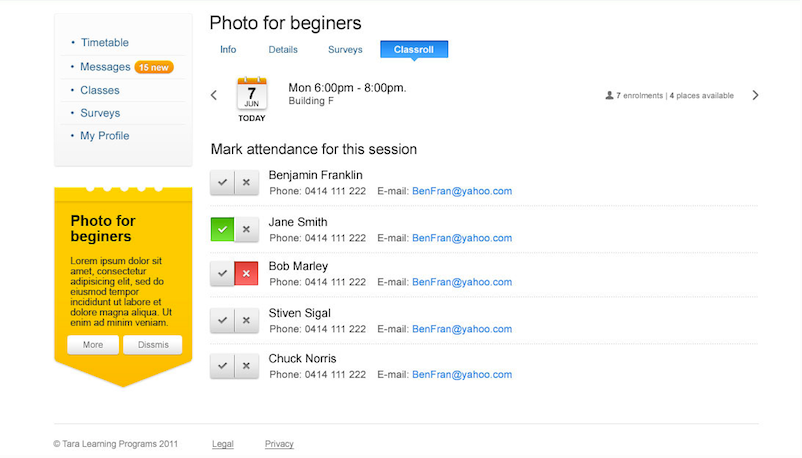 Timetable
Messages 15 new
Classes
Surveys
My Profile
Photo for
beginers
Lorem ipsum dolor sit
amet, consectetur
adipisicing elit, sed do
eiusmod tempor
incididunt ut labore et
dolore magna aliqua. Ut
enim ad minim veniam.
More Dissmis
Photo for beginers
Info Details Surveys Classroll
7
JUN
TODAY
Mon 6:00pm - 8:00pm.
Building F
7 enrolments | 4 places available
Mark attendance for this session
Benjamin Franklin
Phone: 0414 111 222 E-mail: BenFran@yahoo.com
Jane Smith
Phone: 0414 111 222 E-mail: BenFran@yahoo.com
Bob Marley
Phone: 0414 111 222 E-mail: BenFran@yahoo.com
Stiven Sigal
Phone: 0414 111 222 E-mail: BenFran@yahoo.com
Chuck Norris
Phone: 0414 111 222 E-mail: BenFran@yahoo.com
© Tara Learning Programs 2011 Legal Privacy